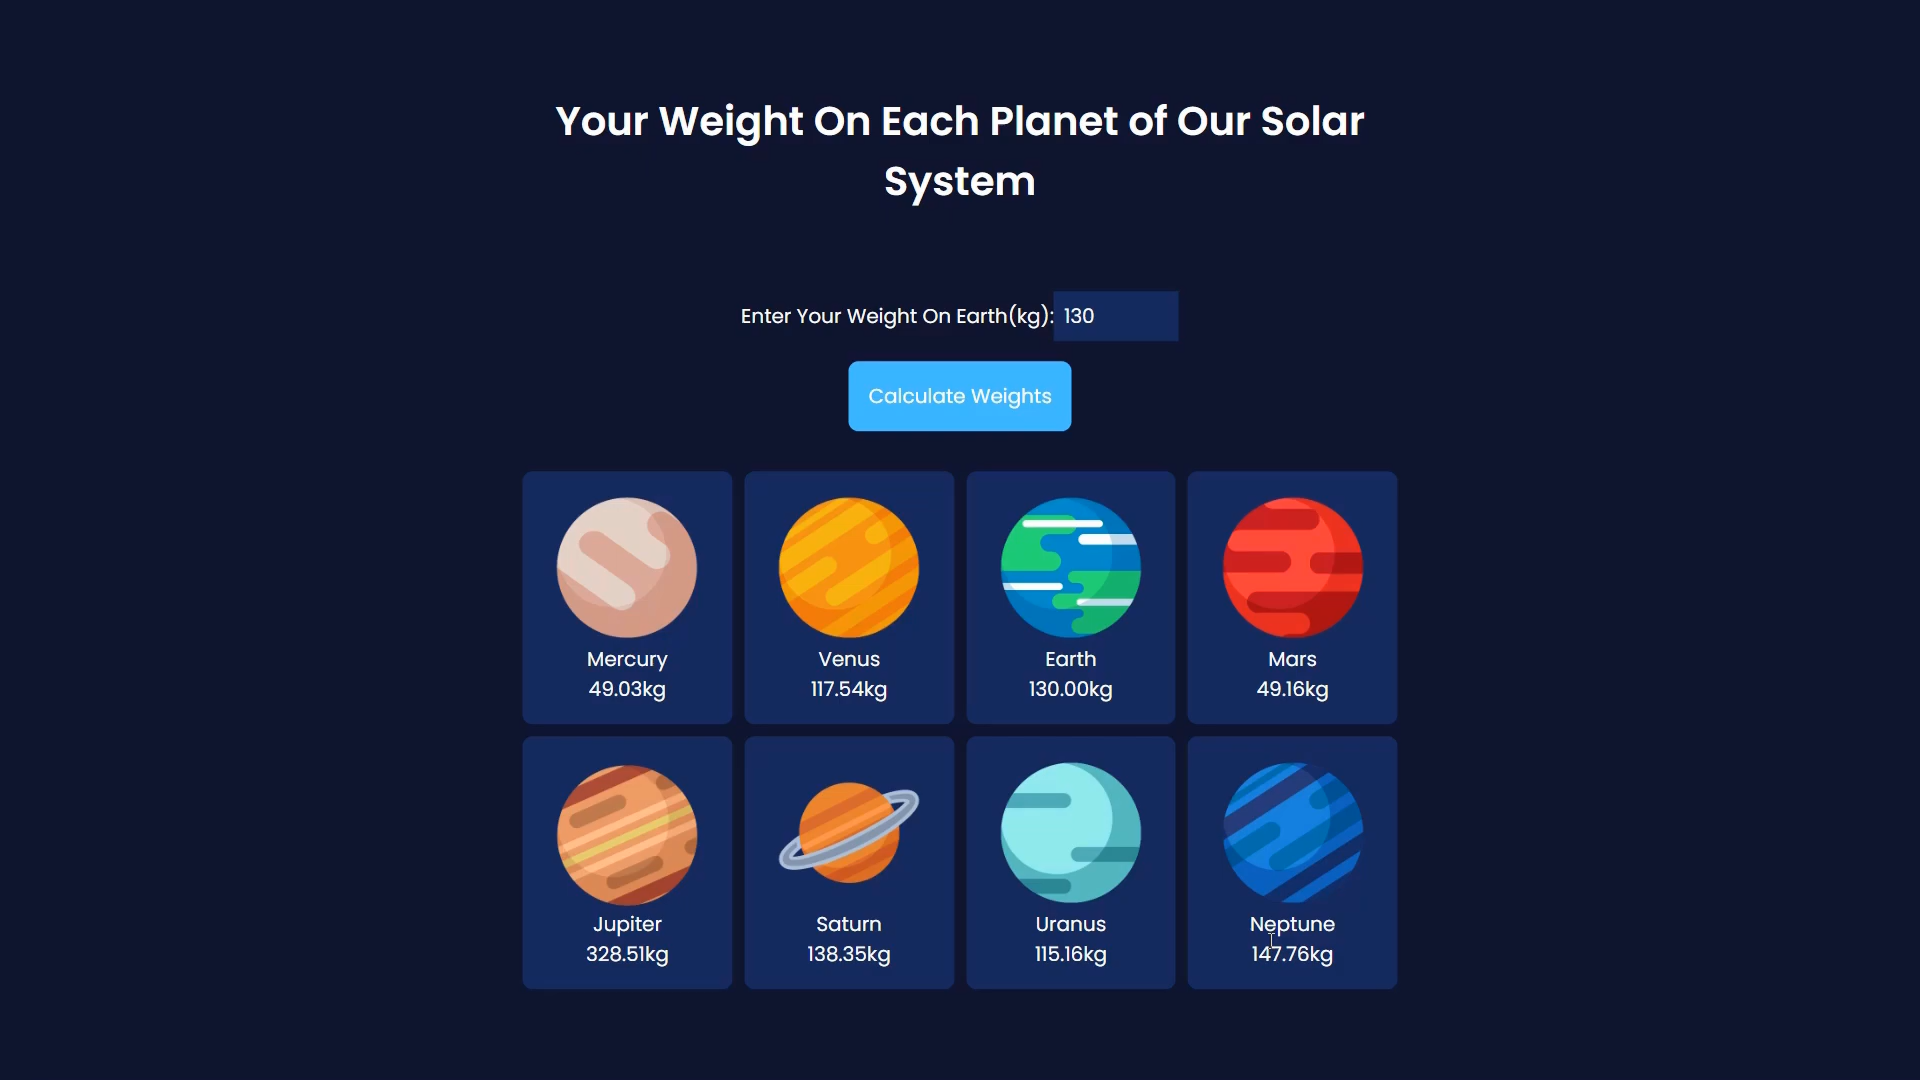 Your Weight On Each Planet of Our Solar
System
Enter Your Weight On Earth(kg): 130
Calculate Weights
Mercury
49.03kg
Venus
117.54kg
Earth
130.00kg
Mars
49.16kg
Jupiter
328.51kg
Saturn
138.35kg
Uranus
115.16kg
Neptune
147.76kg